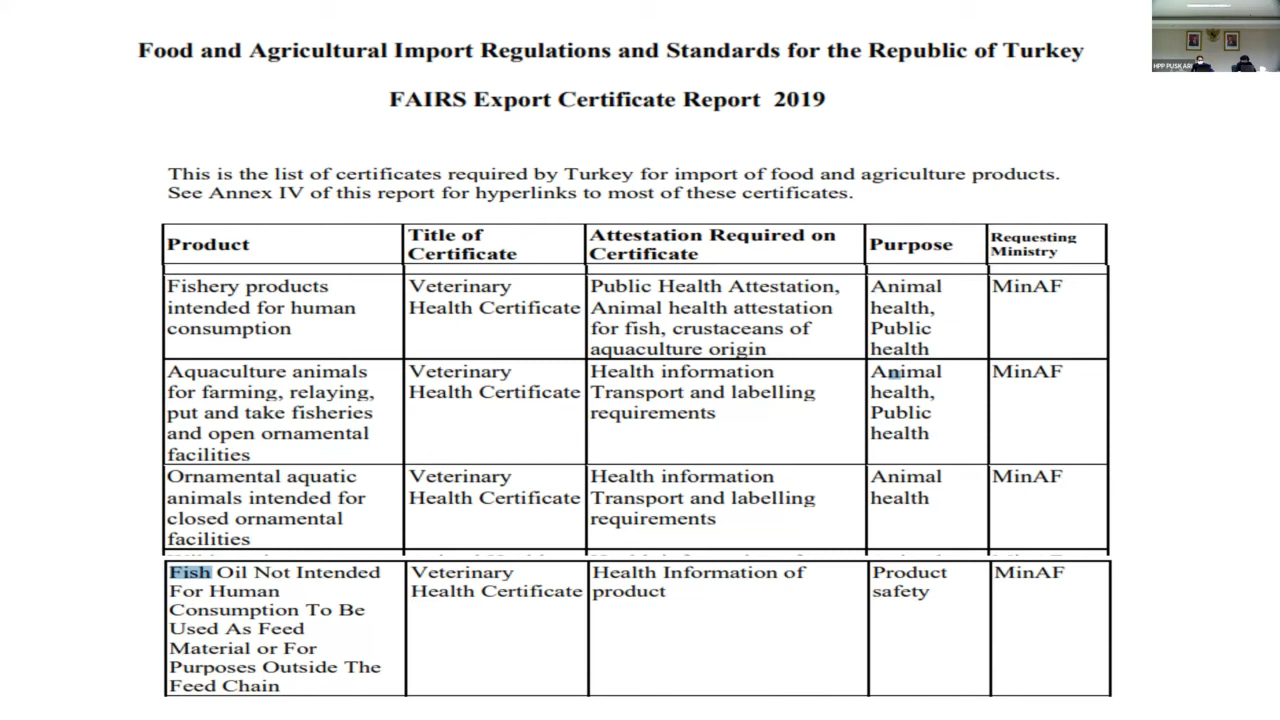 Food and Agricultural Import Regulations and Standards for the Republic of Turkey
FAIRS Export Certificate Report 2019
HPP PUSKARI
This is the list of certificates required by Turkey for import of food and agriculture products.
See Annex IV of this report for hyperlinks to most of these certificates.
Product
Title of
Certificate
Attestation Required on
Certificate
Purpose
Requesting
Ministry
Fishery products
intended for human
consumption
Veterinary
Health Certificate
Public Health Attestation,
Animal health attestation
for fish, crustaceans of
aquaculture origin
Animal
health,
Public
health
MinAF
Aquaculture animals
for farming, relaying,
put and take fisheries
and open ornamental
facilities
Veterinary
Health Certificate
Health information
Transport and labelling
requirements
Animal
health,
Public
health
MinAF
Ornamental aquatic
animals intended for
closed ornamental
facilities
Veterinary
Health Certificate
Health information
Transport and labelling
requirements
Animal
health
MinAF
Fish Oil Not Intended
For Human
Consumption To Be
Used As Feed
Material or For
Purposes Outside The
Feed Chain
Veterinary
Health Certificate
Health Information of
product
Product
safety
MinAF